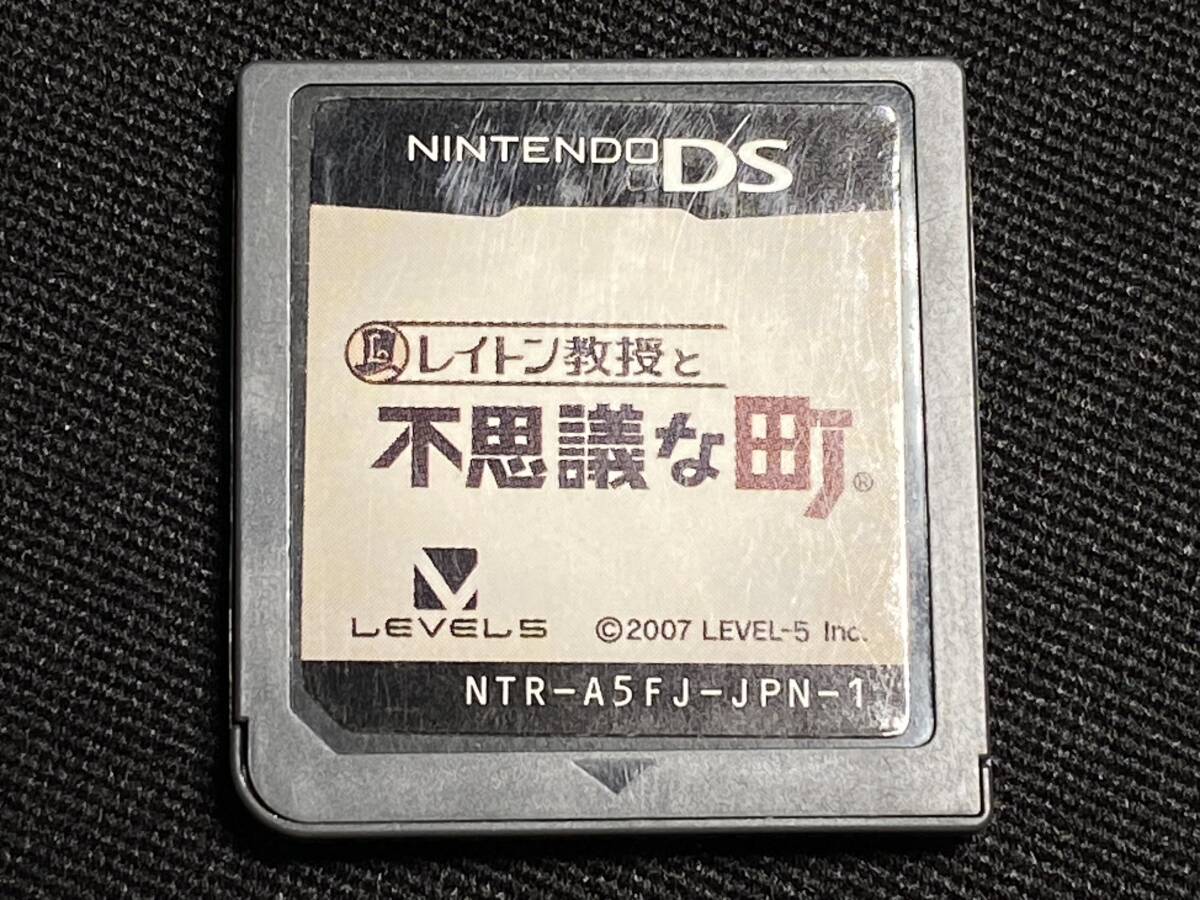 NINTENDO DS
レイトン教授と
不思議な町®
LEVEL5
©2007 LEVEL-5 Inc.
NTR-A5FJ-JPN-1